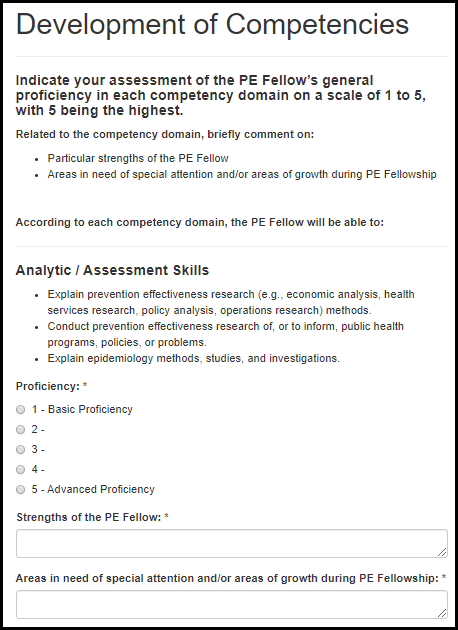 Development of Competencies
Indicate your assessment of the PE Fellow's general
proficiency in each competency domain on a scale of 1 to 5,
with 5 being the highest.
Related to the competency domain, briefly comment on:
• Particular strengths of the PE Fellow
• Areas in need of special attention and/or areas of growth during PE Fellowship
According to each competency domain, the PE Fellow will be able to:
Analytic / Assessment Skills
• Explain prevention effectiveness research (e.g., economic analysis, health
services research, policy analysis, operations research) methods.
• Conduct prevention effectiveness research of, or to inform, public health
programs, policies, or problems.
• Explain epidemiology methods, studies, and investigations.
Proficiency: *
1 - Basic Proficiency
2 -
3 -
4 -
5 - Advanced Proficiency
Strengths of the PE Fellow: *
Areas in need of special attention and/or areas of growth during PE Fellowship: *